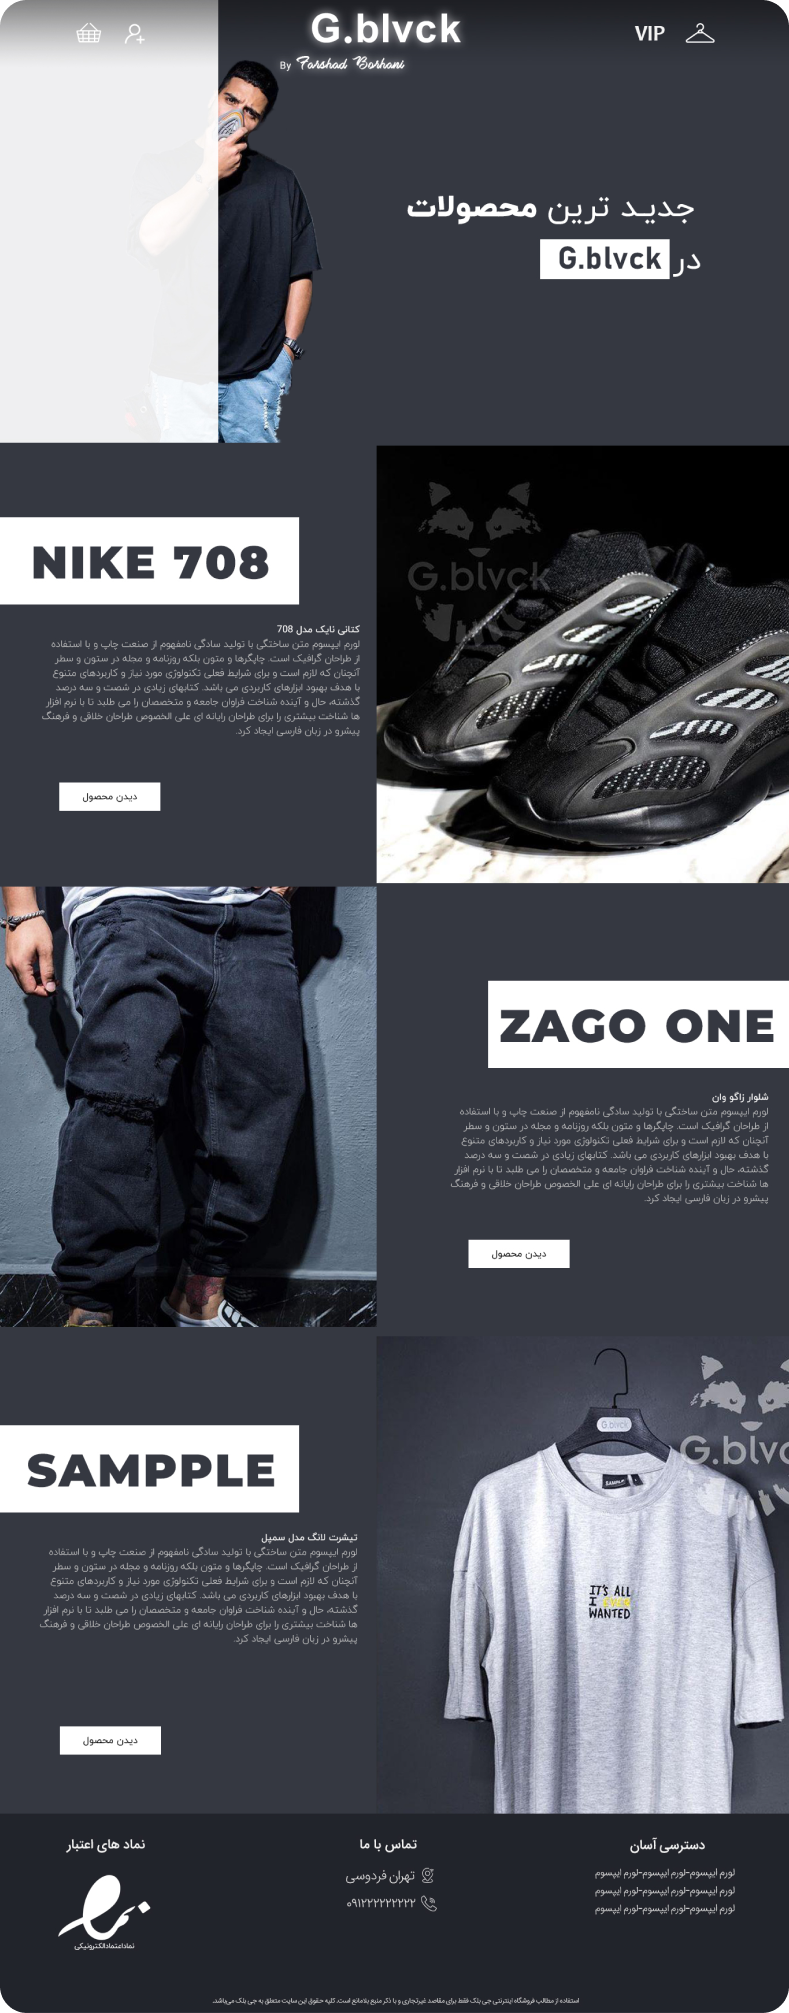 G.blvck
VIP
By Farshad Borhani
جدید ترین محصولات
در G.blvck
G.blvck
NIKE 708
کتانی نایک مدل 708
لورم ایپسوم متن ساختگی با تولید سادگی نامفهوم از صنعت چاپ و با استفاده
از طراحان گرافیک است. چاپگرها و متون بلکه روزنامه و مجله در ستون و سطر
آنچنان که لازم است و برای شرایط فعلی تکنولوژی مورد نیاز و کاربردهای متنوع
با هدف بهبود ابزارهای کاربردی می باشد. کتابهای زیادی در شصت و سه درصد
گذشته، حال و آینده شناخت فراوان جامعه و متخصصان را می طلبد تا با نرم افزار
ها شناخت بیشتری را برای طراحان رایانه ای علی الخصوص طراحان خلاقی و فرهنگ
پیشرو در زبان فارسی ایجاد کرد.
دیدن محصول
ZAGO ONE
شلوار زاگو وان
لورم ایپسوم متن ساختگی با تولید سادگی نامفهوم از صنعت چاپ و با استفاده
از طراحان گرافیک است. چاپگرها و متون بلکه روزنامه و مجله در ستون و سطر
آنچنان که لازم است و برای شرایط فعلی تکنولوژی مورد نیاز و کاربردهای متنوع
با هدف بهبود ابزارهای کاربردی می باشد. کتابهای زیادی در شصت و سه درصد
گذشته، حال و آینده شناخت فراوان جامعه و متخصصان را می طلبد تا با نرم افزار
ها شناخت بیشتری را برای طراحان رایانه ای علی الخصوص طراحان خلاقی و فرهنگ
پیشرو در زبان فارسی ایجاد کرد.
دیدن محصول
G.blvck
G.blvc
SAMPLE
IT'S ALL
I EVER
WANTED
SAMPPLE
تیشرت لانگ مدل سمپل
لورم ایپسوم متن ساختگی با تولید سادگی نامفهوم از صنعت چاپ و با استفاده
از طراحان گرافیک است. چاپگرها و متون بلکه روزنامه و مجله در ستون و سطر
آنچنان که لازم است و برای شرایط فعلی تکنولوژی مورد نیاز و کاربردهای متنوع
با هدف بهبود ابزارهای کاربردی می باشد. کتابهای زیادی در شصت و سه درصد
گذشته، حال و آینده شناخت فراوان جامعه و متخصصان را می طلبد تا با نرم افزار
ها شناخت بیشتری را برای طراحان رایانه ای علی الخصوص طراحان خلاقی و فرهنگ
پیشرو در زبان فارسی ایجاد کرد.
دیدن محصول
دسترسی آسان
لورم ایپسوم-لورم ایپسوم-لورم ایپسوم
لورم ایپسوم-لورم ایپسوم-لورم ایپسوم
لورم ایپسوم-لورم ایپسوم-لورم ایپسوم
تماس با ما
تهران فردوسی
۰۹۱۲۲۲۲۲۲۲۲
نماد های اعتبار
نماد اعتماد الکترونیکی
استفاده از مطالب فروشگاه اینترنتی جی بلک فقط برای مقاصد غیرتجاری و با ذکر منبع بلامانع است. کلیه حقوق این سایت متعلق به جی بلک می‌باشد.